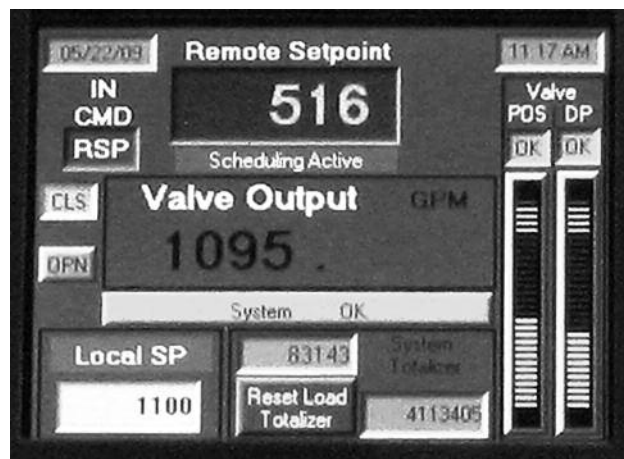 05/22/09
Remote Setpoint
11:17 AM
IN
CMD
RSP
516
Scheduling Active
Valve
POS DP
OK OK
CLS
Valve Output GPM
OPN
1095 .
System OK
Local SP
1100
83143
System
Totalizer
Reset Load
Totalizer
4113405